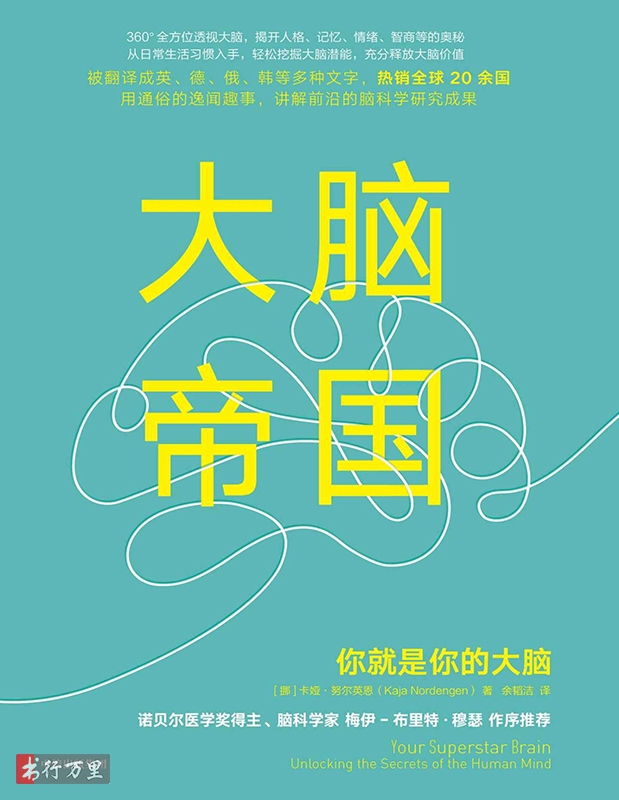 360° 全方位透视大脑，揭开人格、记忆、情绪、智商等的奥秘
从日常生活习惯入手，轻松挖掘大脑潜能，充分释放大脑价值
被翻译成英、德、俄、韩等多种文字，热销全球 20 余国
用通俗的逸闻趣事，讲解前沿的脑科学研究成果
大脑
帝国
你就是你的大脑
［挪］卡娅·努尔英恩（Kaja Nordengen）著 余韬洁 译
诺贝尔医学奖得主、脑科学家 梅伊－布里特·穆瑟 作序推荐
Your Superstar Brain
Unlocking the Secrets of the Human Mind
书行万里